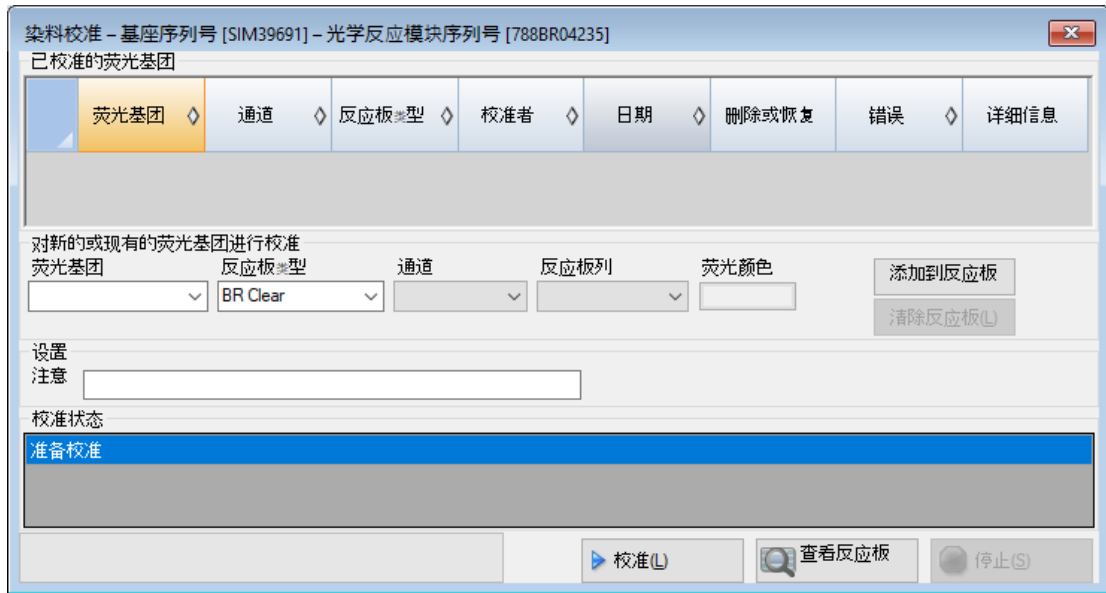 染料校准 – 基座序列号 [SIM39691] – 光学反应模块序列号 [788BR04235]
已校准的荧光基团
荧光基团 通道 反应板类型 校准者 日期 删除或恢复 错误 详细信息
对新的或现有的荧光基团进行校准
荧光基团 反应板类型 通道 反应板列 荧光颜色
添加到反应板
BR Clear
清除反应板(L)
设置
注意
校准状态
准备校准
校准(L) 查看反应板 停止(S)